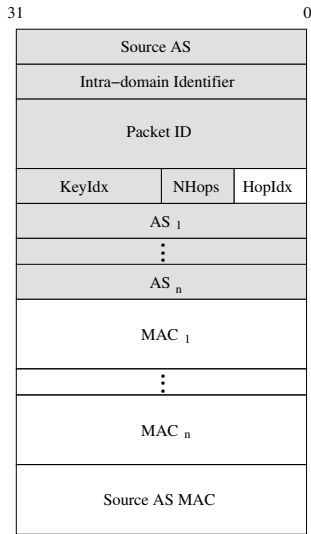 31 0
Source AS
Intra−domain Identifier
Packet ID
KeyIdx NHops HopIdx
AS 1
⋮
AS n
MAC 1
⋮
MAC n
Source AS MAC